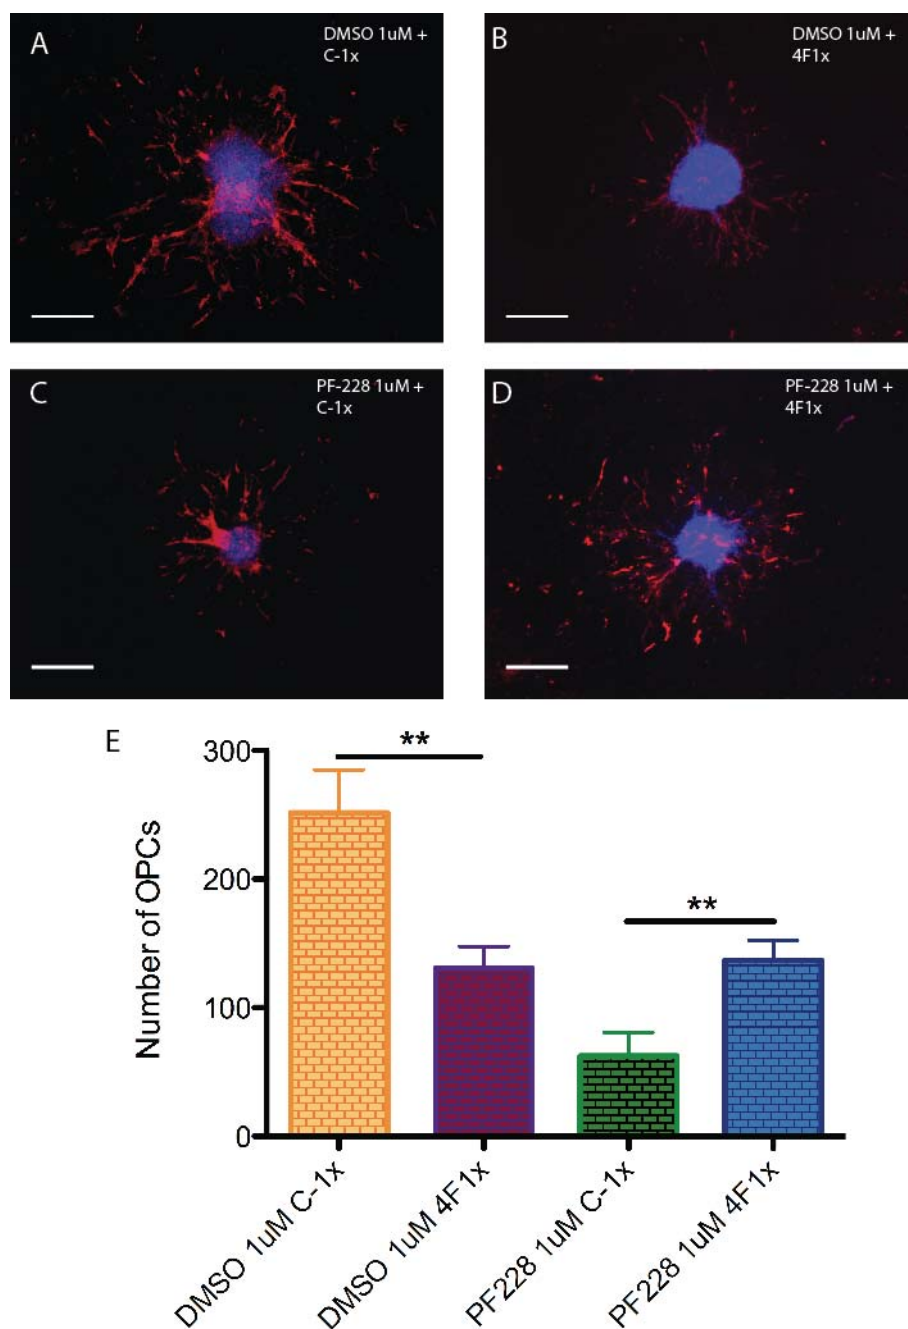 A
DMSO 1uM +
C-1x
B
DMSO 1uM +
4F1x
C
PF-228 1uM +
C-1x
D
PF-228 1uM +
4F1x
E
**
**
300
200
100
0
Number of OPCs
DMSO 1uM C-1x
DMSO 1uM 4F1x
PF228 1uM C-1x
PF228 1uM 4F1x